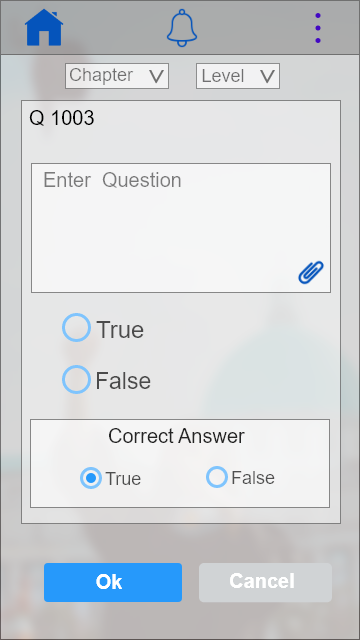 Chapter Level
Q 1003
Enter Question
True
False
Correct Answer
True False
Ok Cancel